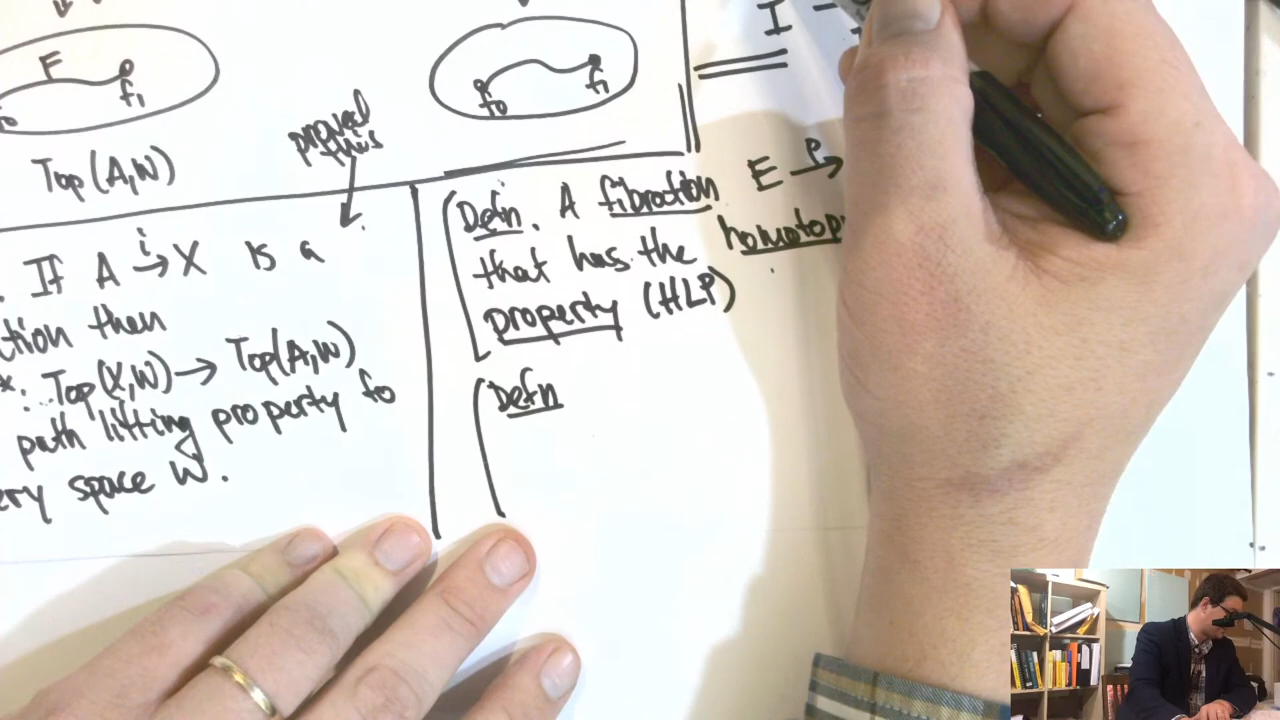 F
f1
Top(A,W)
f0
f1
I
proved
this
. If A i→ X is a
tion then
*: Top(X,W) → Top(A,W)
path lifting property for
ery space W.
Defn. A fibration E p→
that has the homotop
property (HLP)
Defn